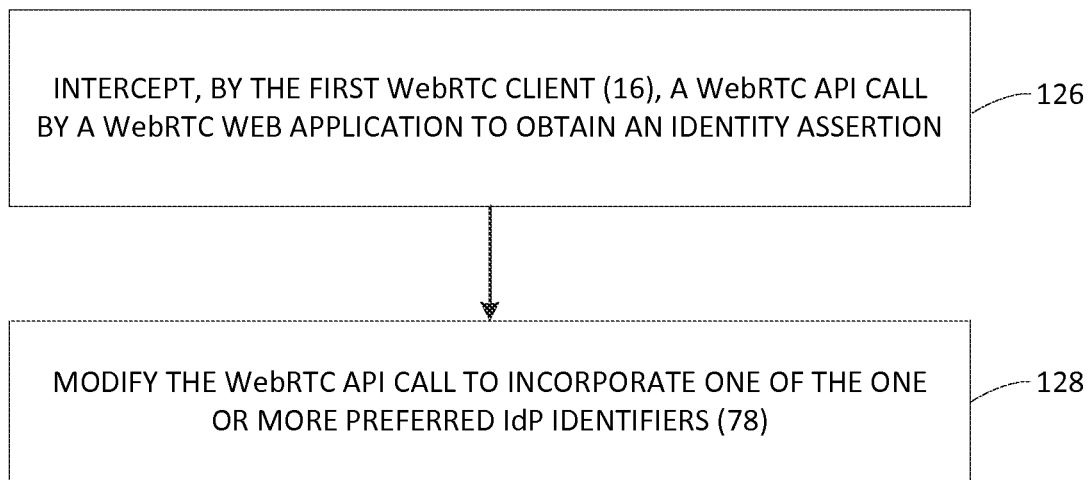 INTERCEPT, BY THE FIRST WebRTC CLIENT (16), A WebRTC API CALL
BY A WebRTC WEB APPLICATION TO OBTAIN AN IDENTITY ASSERTION
126
MODIFY THE WebRTC API CALL TO INCORPORATE ONE OF THE ONE
OR MORE PREFERRED IdP IDENTIFIERS (78)
128